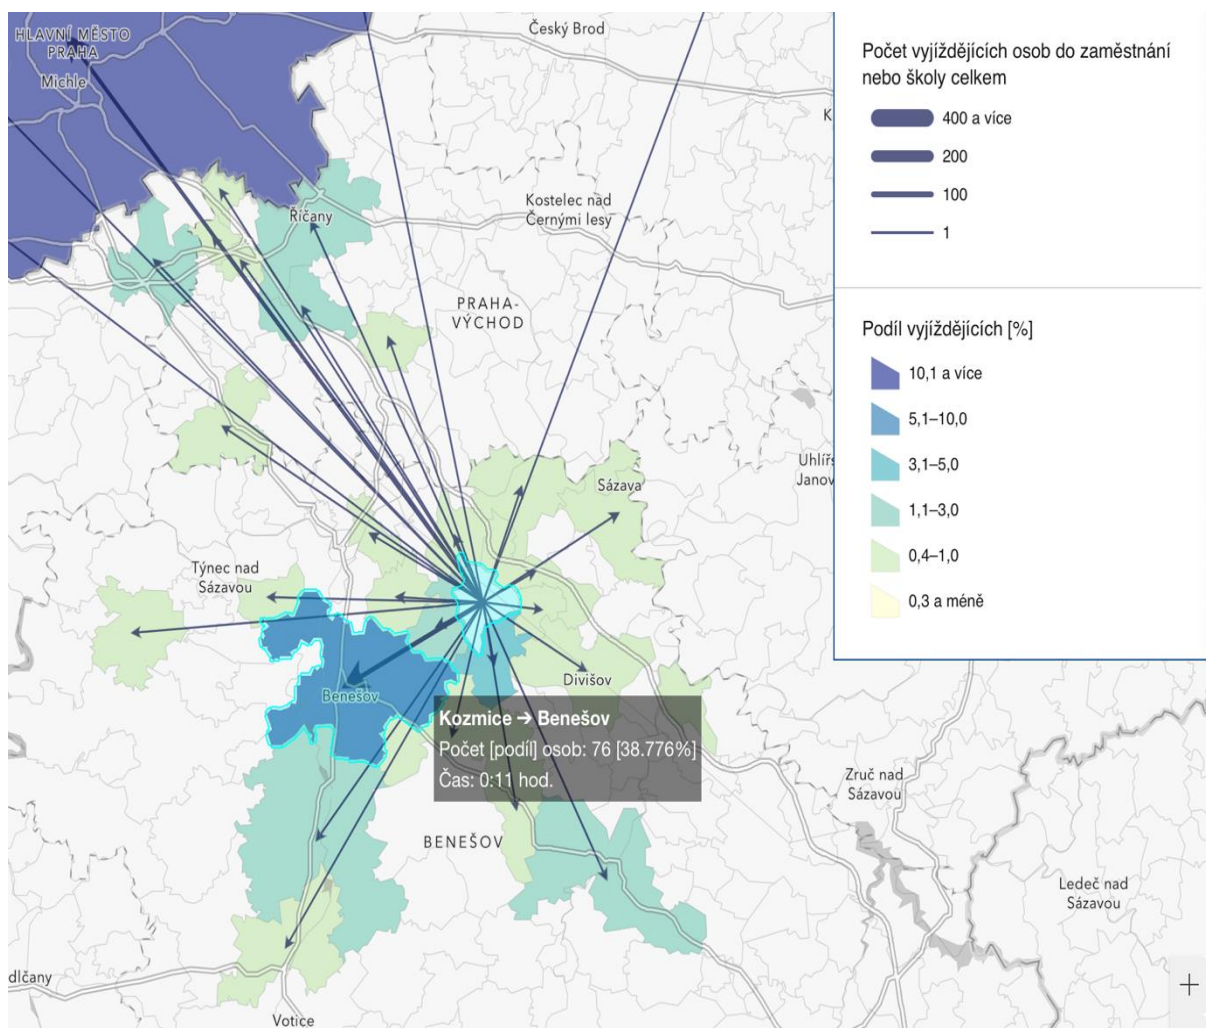 HLAVNÍ MĚSTO
PRAHA
Michle
Český Brod
K
Říčany
Kostelec nad
Černými lesy
PRAHA-
VÝCHOD
Uhlířs
Janov
Sázava
Týnec nad
Sázavou
Benešov
Divišov
Kozmice → Benešov
Počet [podíl] osob: 76 [38.776%]
Čas: 0:11 hod.
BENEŠOV
Zruč nad
Sázavou
Ledeč nad
Sázavou
dlčany
Votice
Počet vyjíždějících osob do zaměstnání
nebo školy celkem
400 a více
200
100
1
Podíl vyjíždějících [%]
10,1 a více
5,1–10,0
3,1–5,0
1,1–3,0
0,4–1,0
0,3 a méně
+